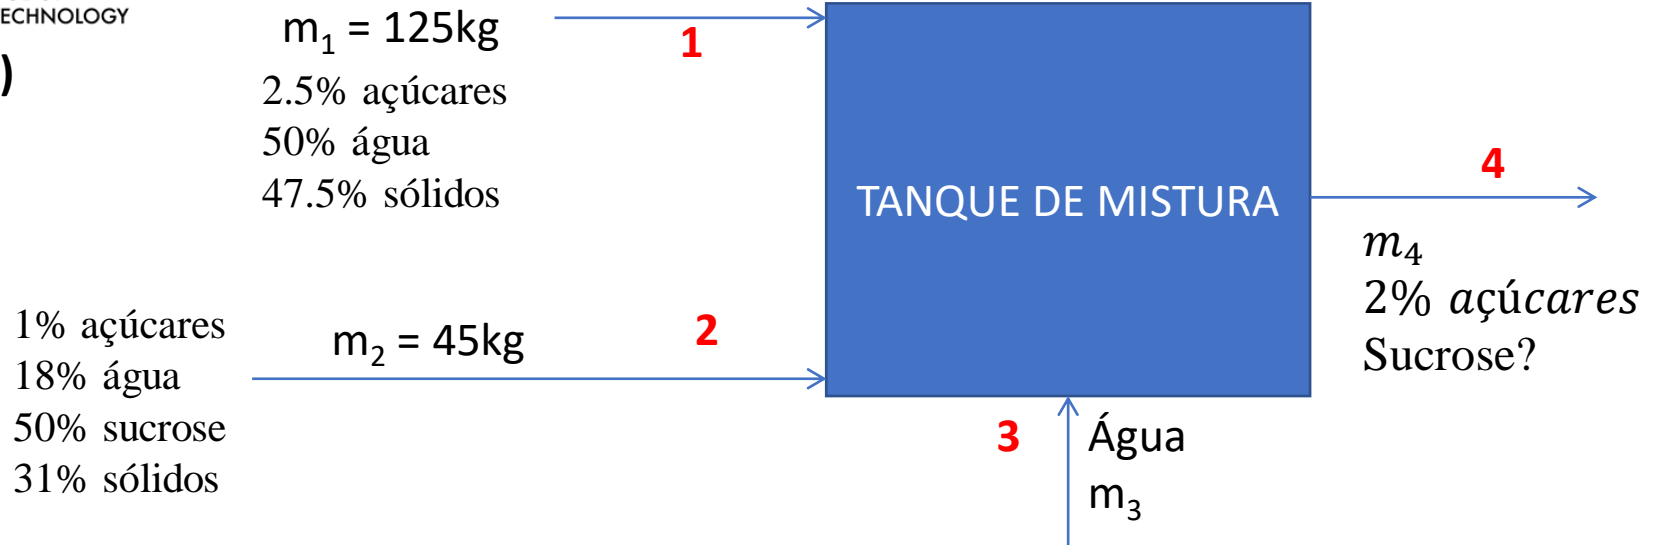 ECHNOLOGY
)
m₁ = 125kg
2.5% açúcares
50% água
47.5% sólidos
1
TANQUE DE MISTURA
4
m₄
2% açúcares
Sucrose?
1% açúcares
18% água
50% sucrose
31% sólidos
m₂ = 45kg
2
3
Água
m₃